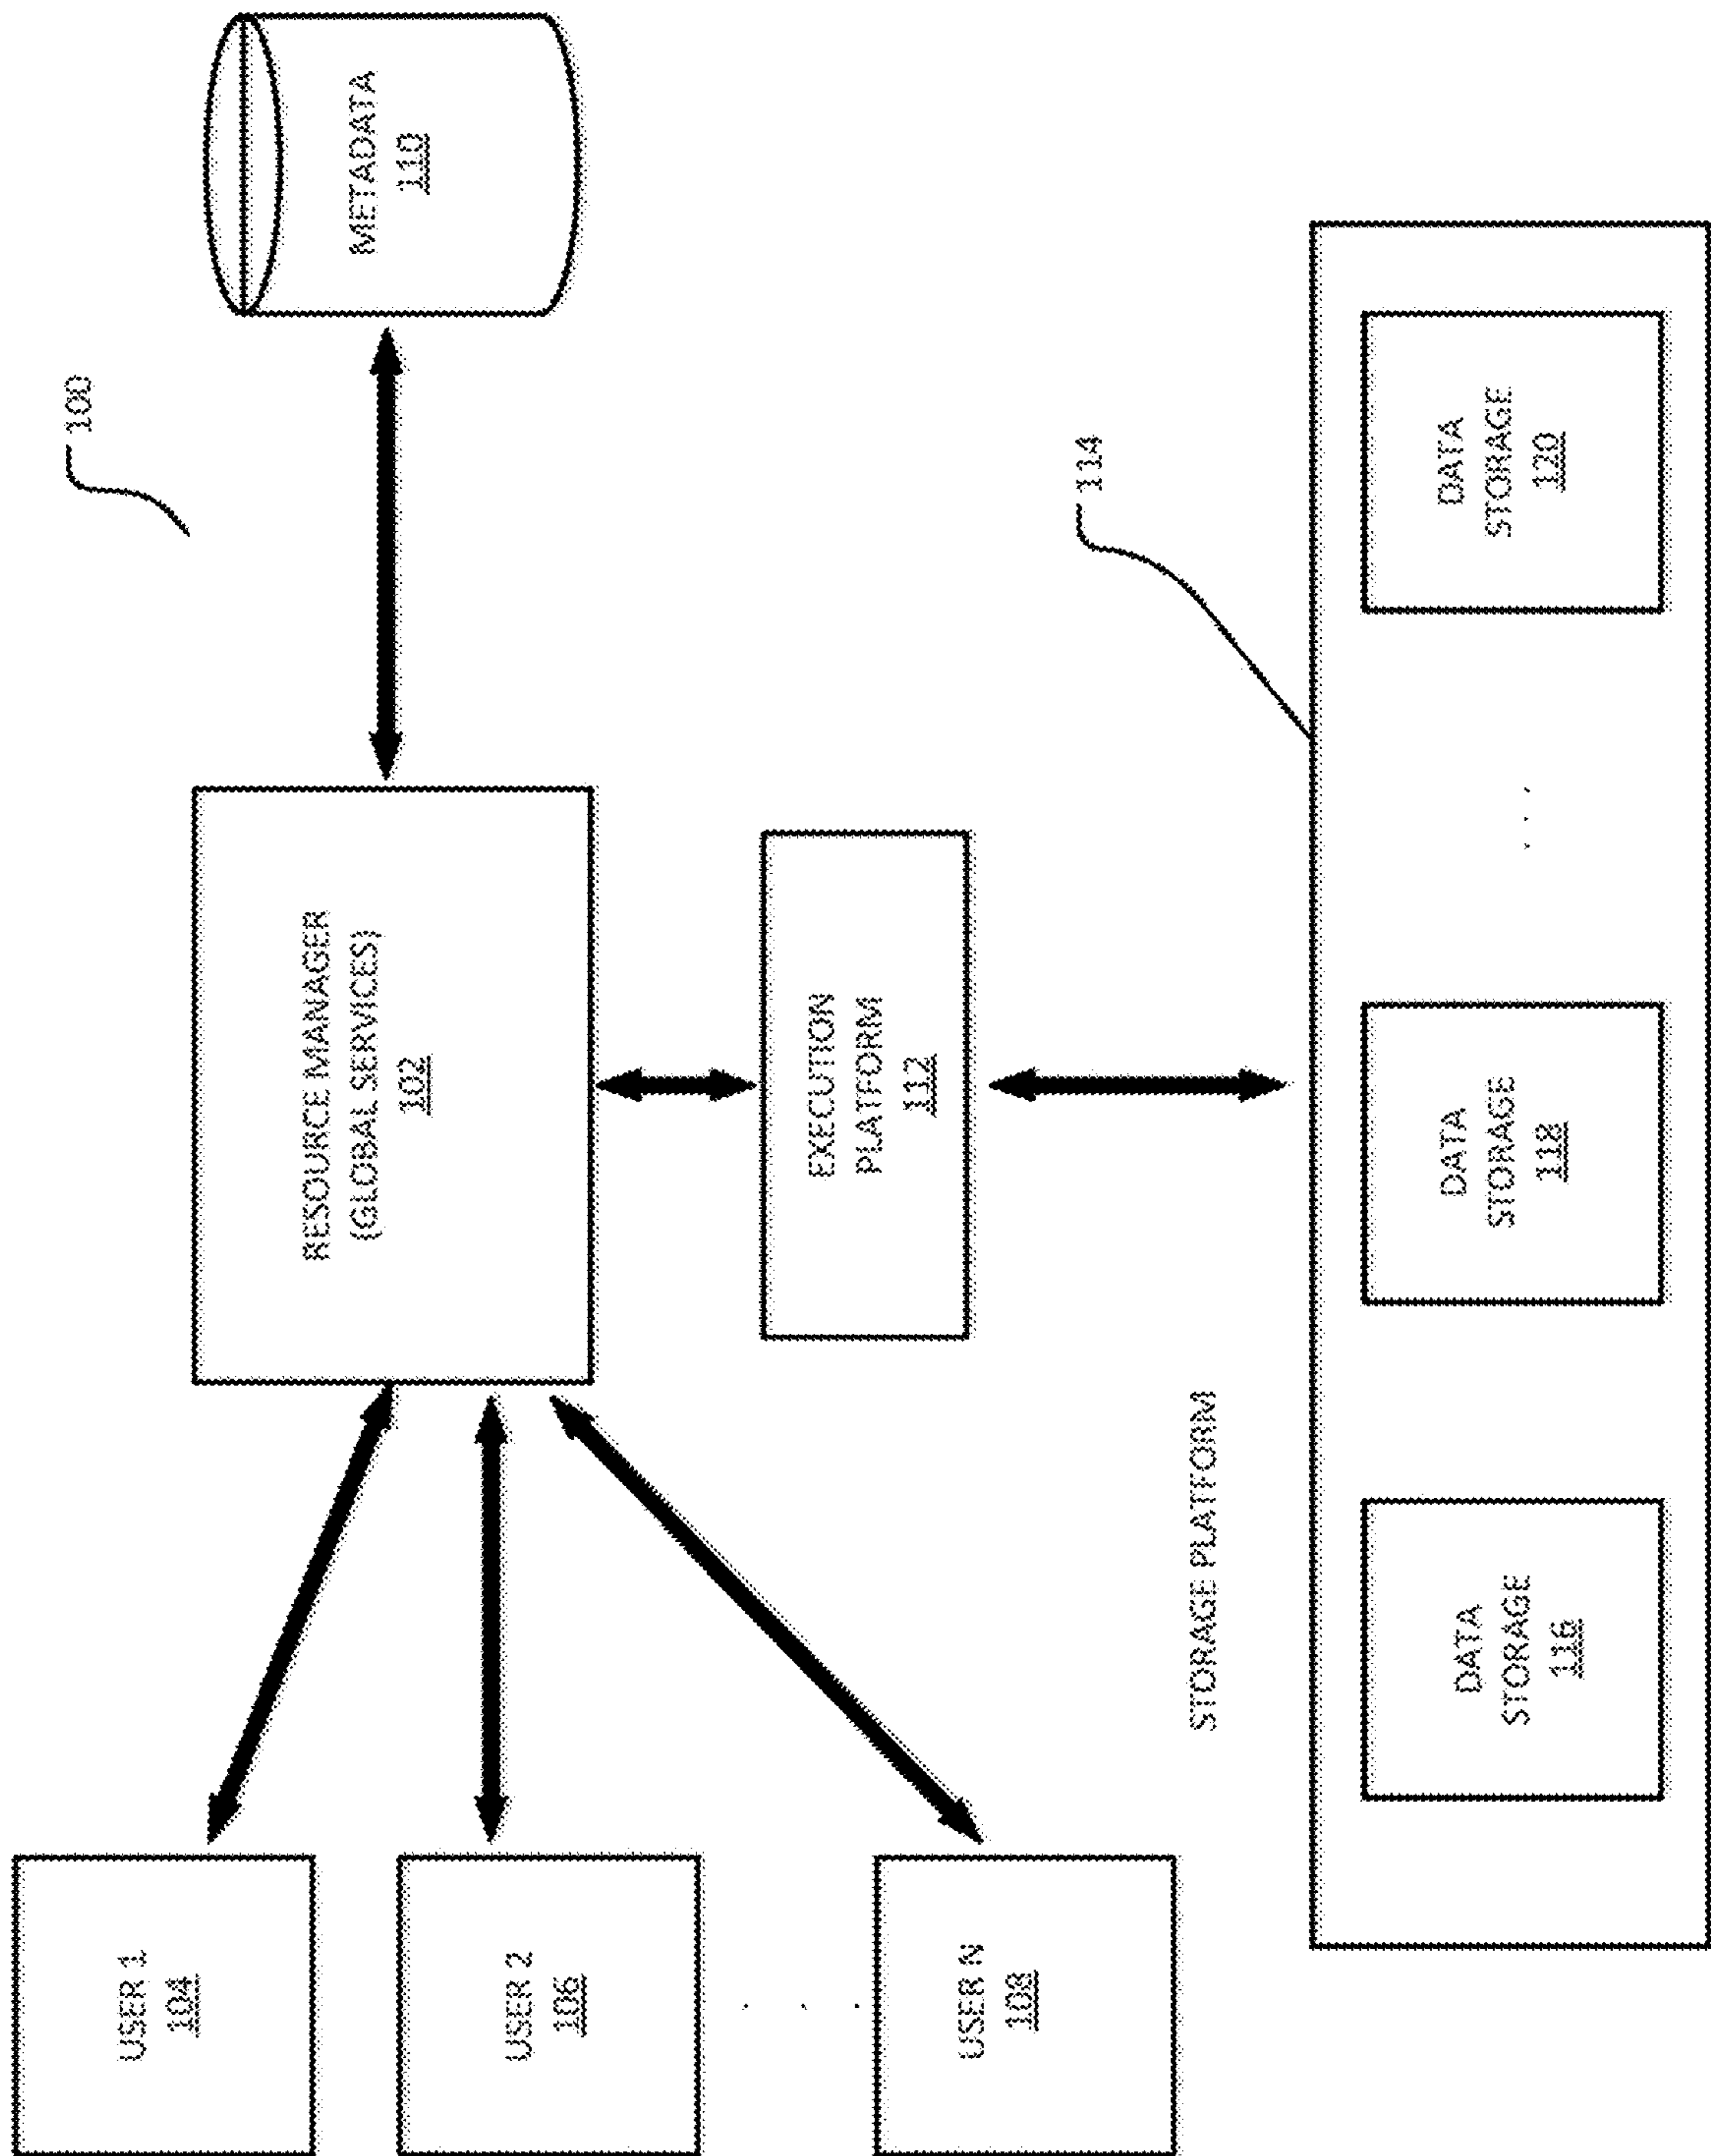 100
USER 1
104
USER 2
106
. . .
USER N
108
RESOURCE MANAGER
(GLOBAL SERVICES)
102
METADATA
110
EXECUTION
PLATFORM
112
STORAGE PLATFORM
114
DATA
STORAGE
116
DATA
STORAGE
118
. . .
DATA
STORAGE
120